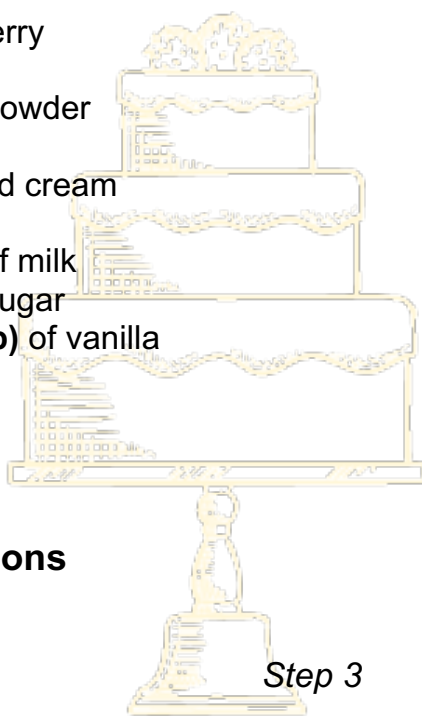 erry
owder
d cream
f milk
ugar
o) of vanilla
ons
Step 3